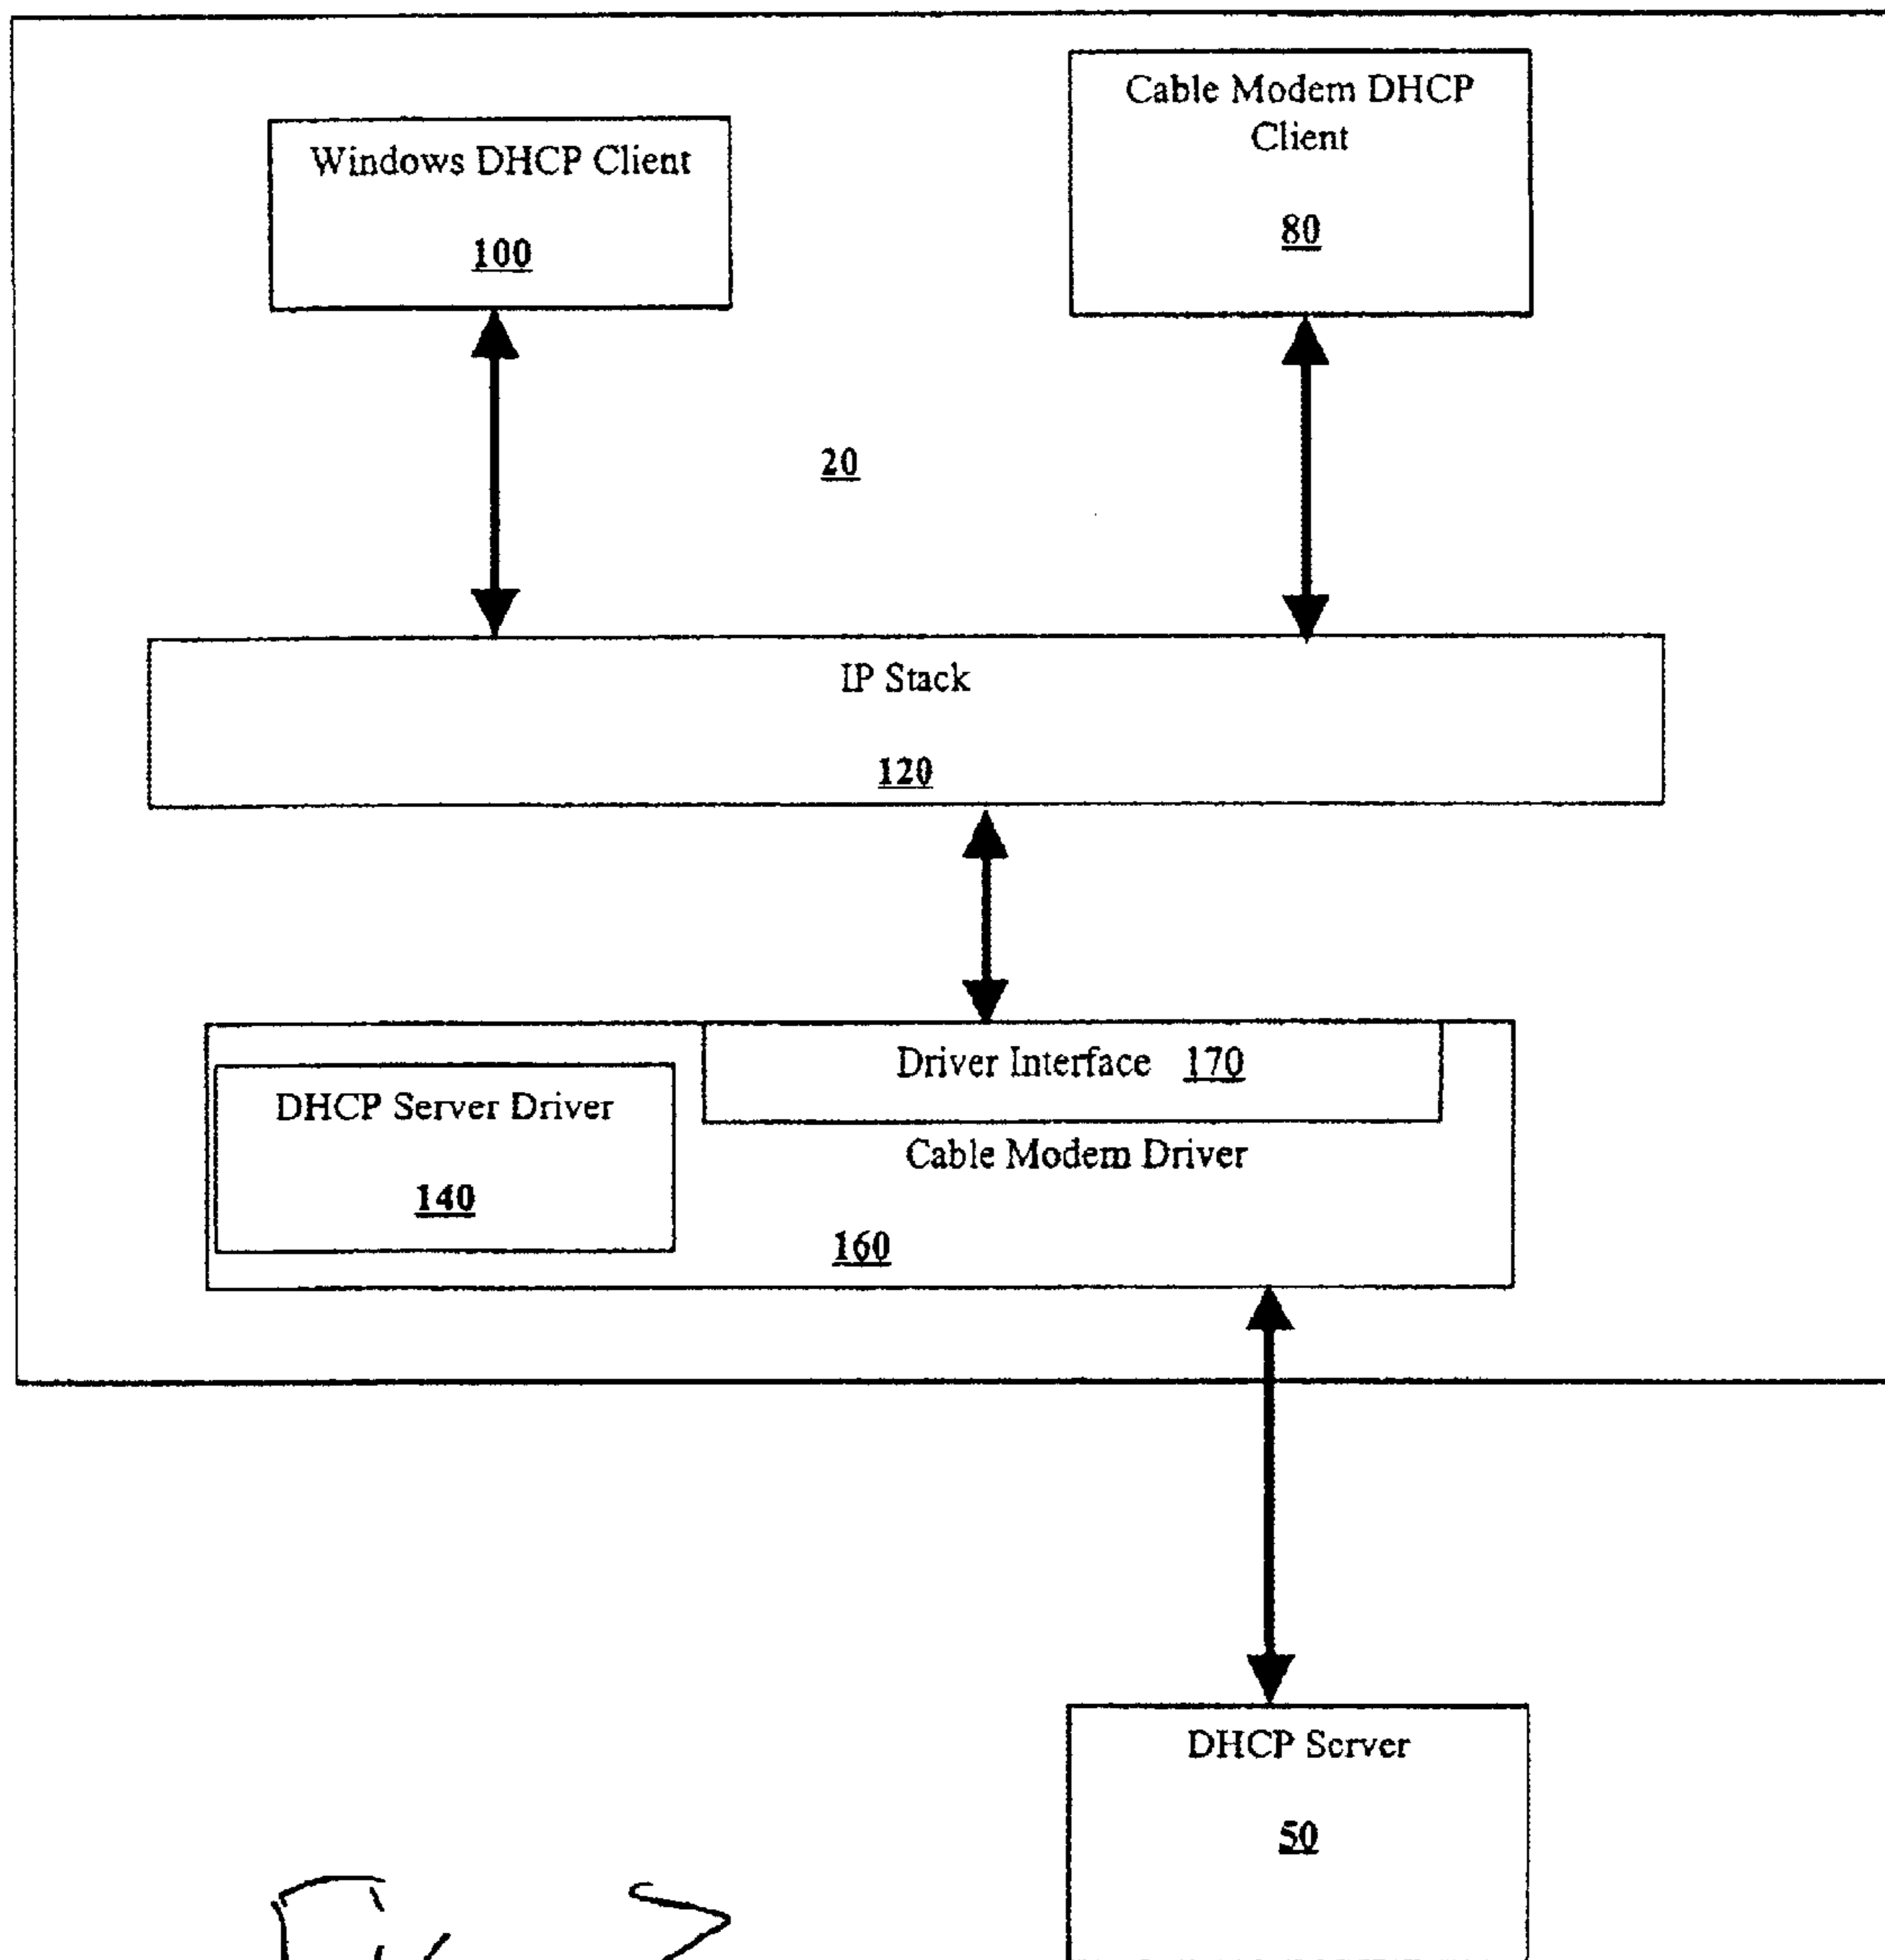 Cable Modem DHCP
Client
80
Windows DHCP Client
100
20
IP Stack
120
Driver Interface 170
DHCP Server Driver
140
Cable Modem Driver
160
DHCP Server
50